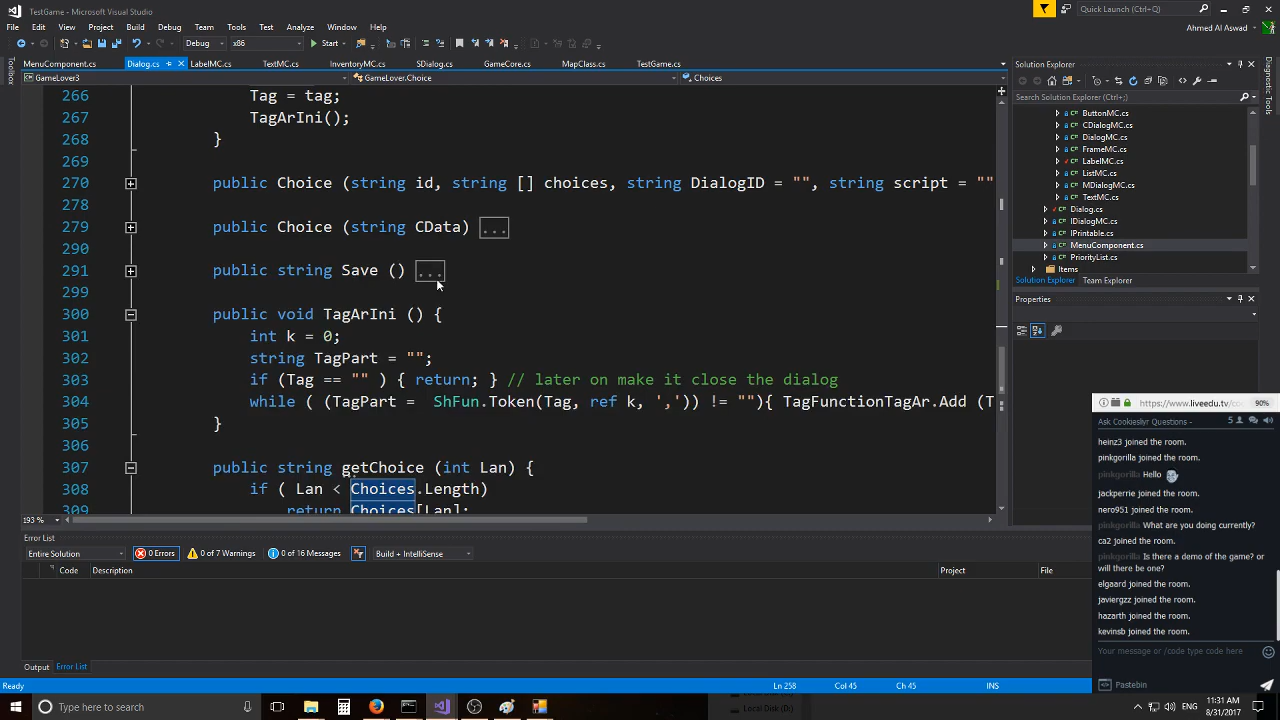 TestGame - Microsoft Visual Studio
Quick Launch (Ctrl+;)
File Edit View Project Build Debug Team Tools Test Analyze Window Help
Ahmed Al Aswad
Debug x86 Start
Toolbox
MenuComponent.cs Dialog.cs LabelMC.cs TextMC.cs InventoryMC.cs SDialog.cs GameCore.cs MapClass.cs TestGame.cs
GameLover3 GameLover.Choice Choices
266 Tag = tag;
267 TagArIni();
268 }
269
270 public Choice (string id, string [] choices, string DialogID = "", string script = ""
278
279 public Choice (string CData) ...
290
291 public string Save () ...
299
300 public void TagArIni () {
301 int k = 0;
302 string TagPart = "";
303 if (Tag == "" ) { return; } // later on make it close the dialog
304 while ( (TagPart = ShFun.Token(Tag, ref k, ',')) != ""){ TagFunctionTagAr.Add (T
305 }
306
307 public string getChoice (int Lan) {
308 if ( Lan < Choices.Length)
309 return Choices[Lan];
193 %
Solution Explorer
Search Solution Explorer (Ctrl+;)
ButtonMC.cs
CDialogMC.cs
DialogMC.cs
FrameMC.cs
LabelMC.cs
ListMC.cs
MDialogMC.cs
TextMC.cs
Dialog.cs
IDialogMC.cs
IPrintable.cs
MenuComponent.cs
PriorityList.cs
Items
Solution Explorer Team Explorer
Properties
Diagnostic Tools
Error List
Entire Solution 0 Errors 0 of 7 Warnings 0 of 16 Messages Build + IntelliSense
Code Description Project File
Output Error List
Ready Ln 258 Col 45 Ch 45 INS
90%
Ask Cookiesliyr Questions - 5
heinz3 joined the room.
pinkgorilla joined the room.
pinkgorilla Hello
jackperrie joined the room.
nero951 joined the room.
pinkgorilla What are you doing currently?
ca2 joined the room.
pinkgorilla Is there a demo of the game? or
will there be one?
elgaard joined the room.
javiergzz joined the room.
hazarth joined the room.
kevinsb joined the room.
Your message or /code type code here
Pastebin
Type here to search
Local Disk (D:)
ENG
11:31 AM
8/31/2017